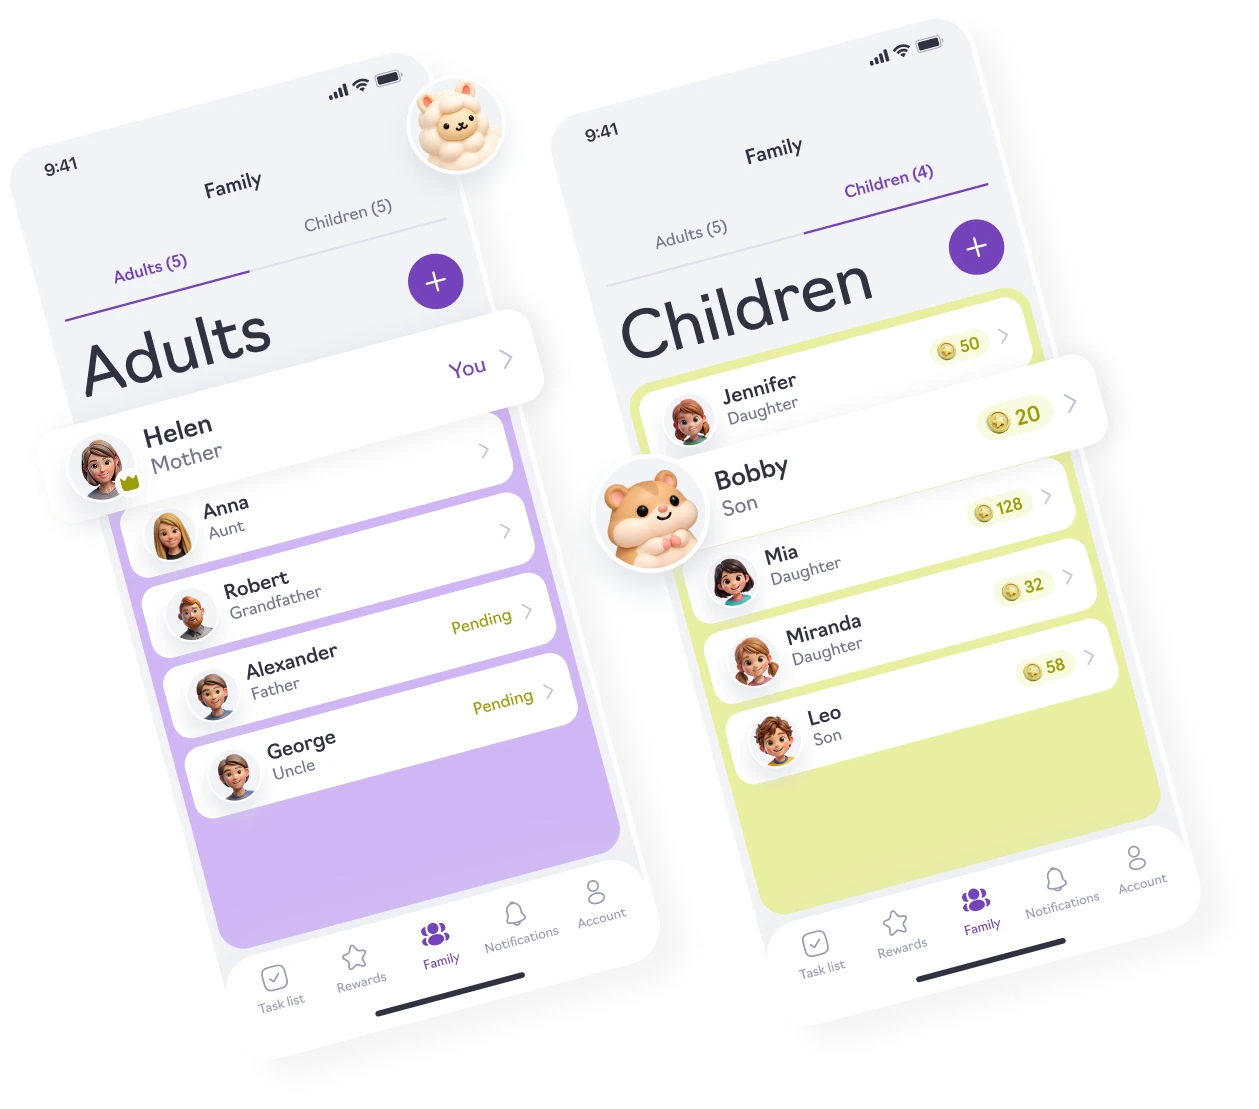 9:41
Family
Adults (5)
Children (5)
Adults
Helen
Mother
You
Anna
Aunt
Robert
Grandfather
Alexander
Father
Pending
George
Uncle
Pending
Task list
Rewards
Family
Notifications
Account
9:41
Family
Adults (5)
Children (4)
Children
Jennifer
Daughter
50
Bobby
Son
20
Mia
Daughter
128
Miranda
Daughter
32
Leo
Son
58
Task list
Rewards
Family
Notifications
Account